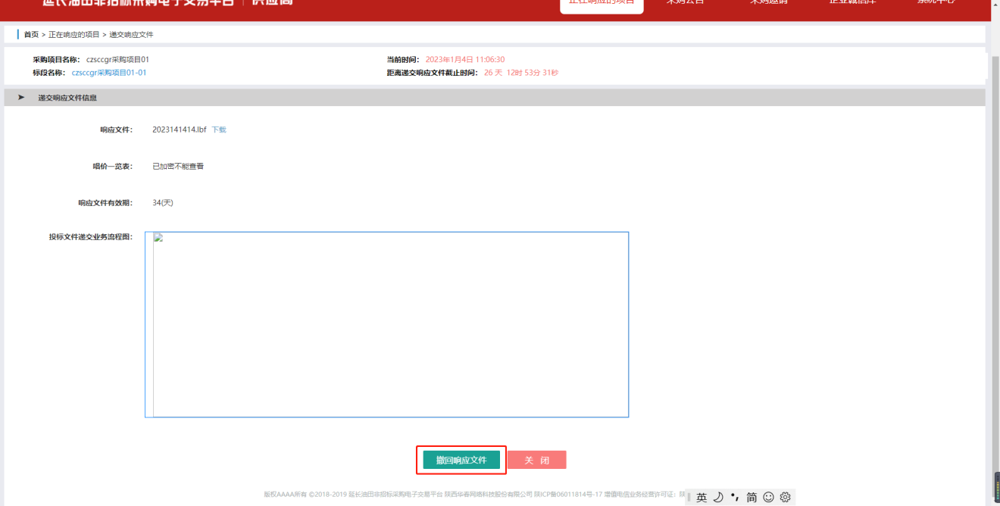 延长油田非招标采购电子交易平台 | 供应商
正在响应的项目 采购公告 采购邀请 企业诚信库 系统中心
首页 > 正在响应的项目 > 递交响应文件
采购项目名称： czsccgr采购项目01 当前时间： 2023年1月4日 11:06:30
标段名称： czsccgr采购项目01-01 距离递交响应文件截止时间： 26 天 12时 53分 31秒
递交响应文件信息
响应文件： 2023141414.lbf 下载
唱价一览表： 已加密不能查看
响应文件有效期： 34(天)
投标文件递交业务流程图：
撤回响应文件 关 闭
版权AAAA所有 ©2018-2019 延长油田非招标采购电子交易平台 陕西华春网络科技股份有限公司 陕ICP备06011814号-17 增值电信业务经营许可证：陕
英 简